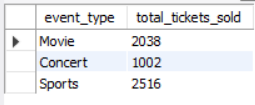 event_type total_tickets_sold
Movie 2038
Concert 1002
Sports 2516